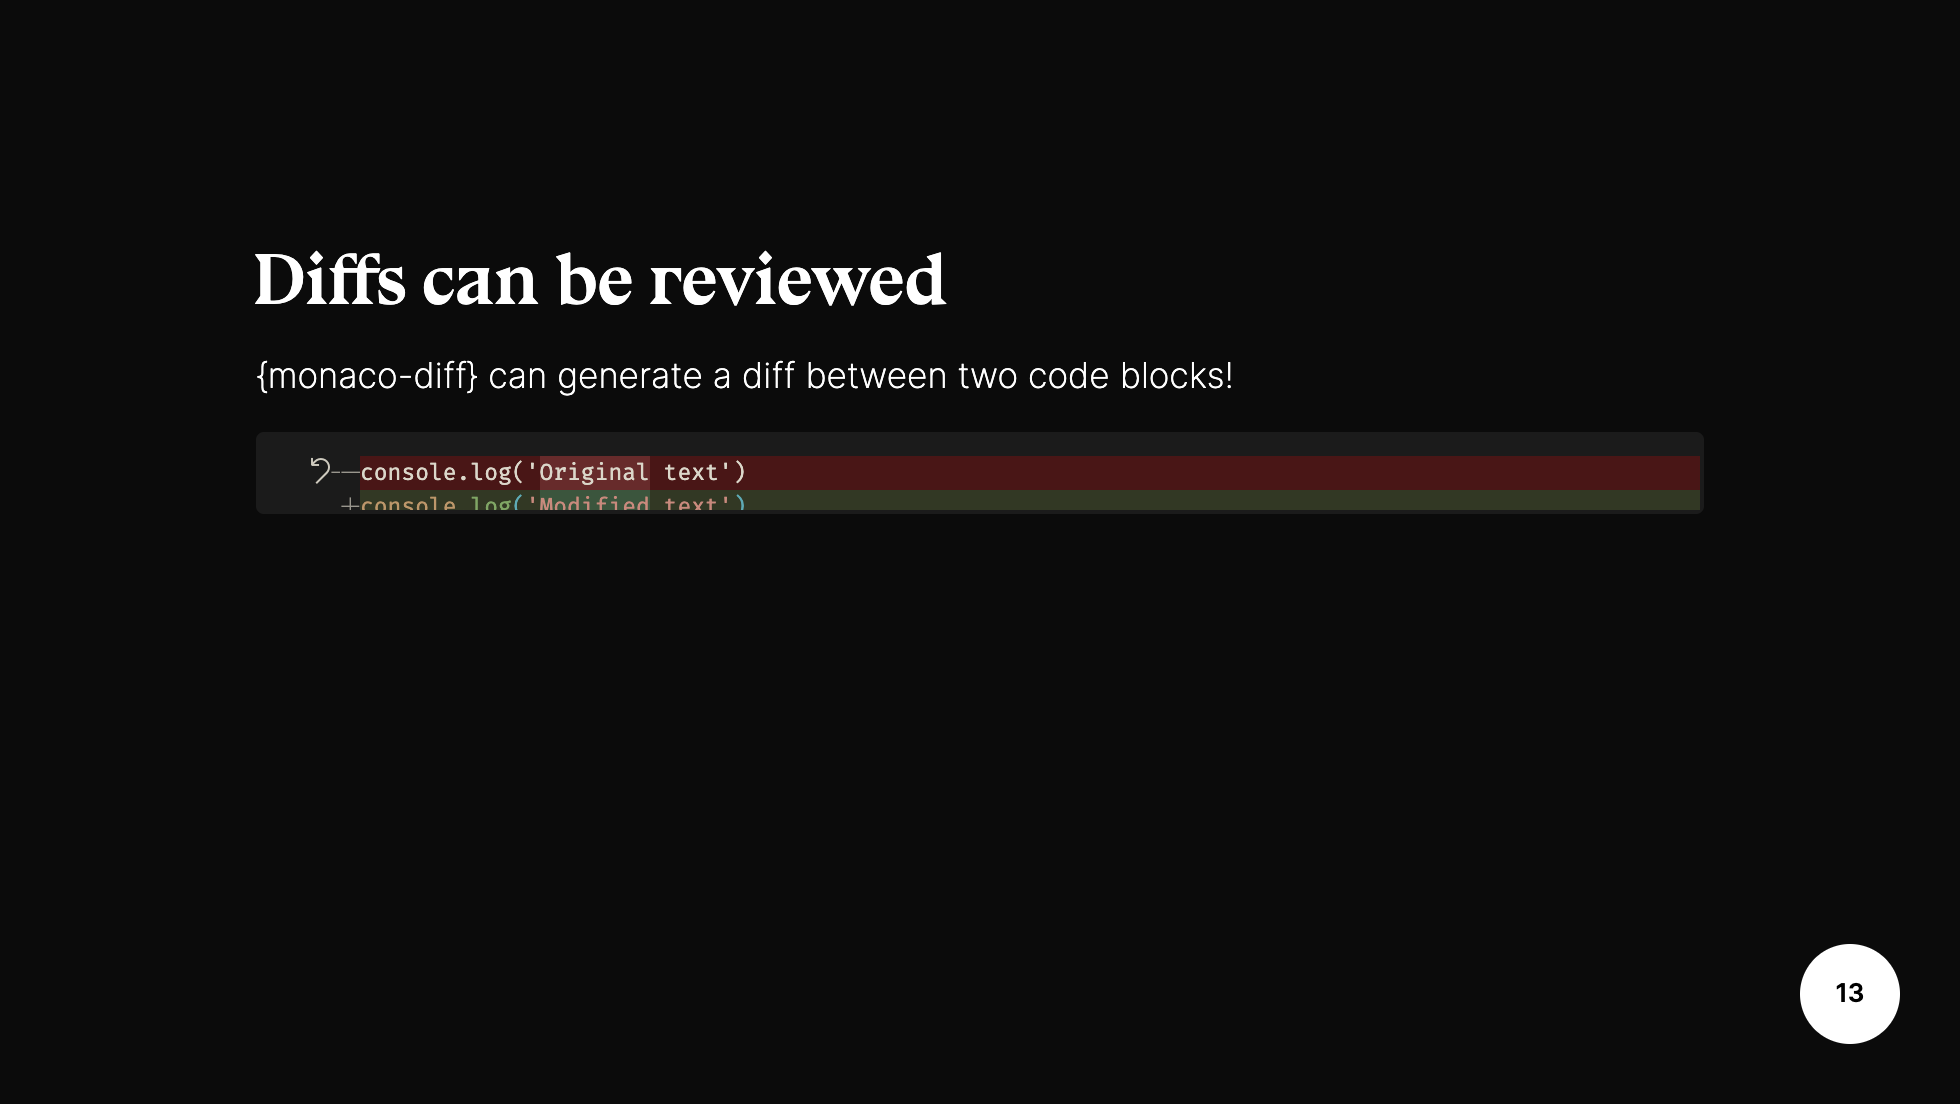 Diffs can be reviewed
{monaco-diff} can generate a diff between two code blocks!
console.log('Original text')
console.log('Modified text')
13